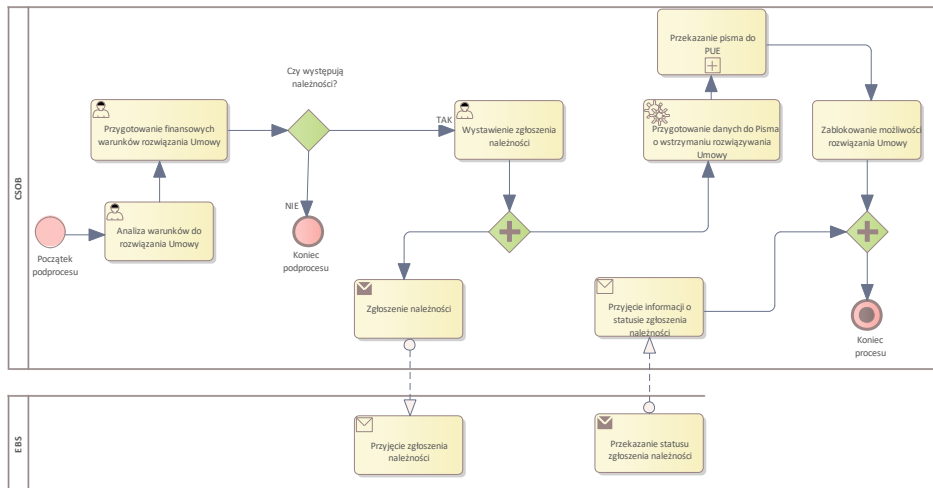 CSOB
Początek
podprocesu
Analiza warunków do
rozwiązania Umowy
Przygotowanie finansowych
warunków rozwiązania Umowy
Czy występują
należności?
TAK
NIE
Koniec
podprocesu
Wystawienie zgłoszenia
należności
Zgłoszenie należności
Przygotowanie danych do Pisma
o wstrzymaniu rozwiązywania
Umowy
Przekazanie pisma do
PUE
Zablokowanie możliwości
rozwiązania Umowy
Przyjęcie informacji o
statusie zgłoszenia
należności
Koniec
procesu
EBS
Przyjęcie zgłoszenia
należności
Przekazanie statusu
zgłoszenia należności